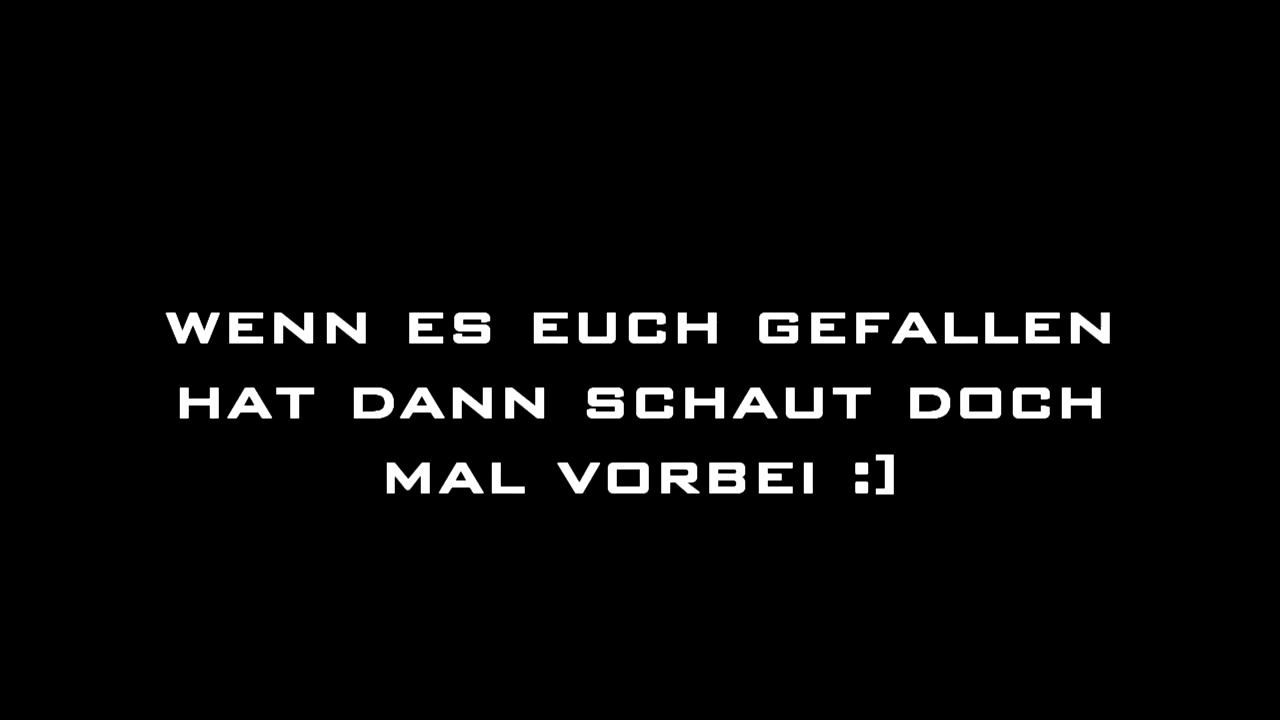 WENN ES EUCH GEFALLEN
HAT DANN SCHAUT DOCH
MAL VORBEI :]